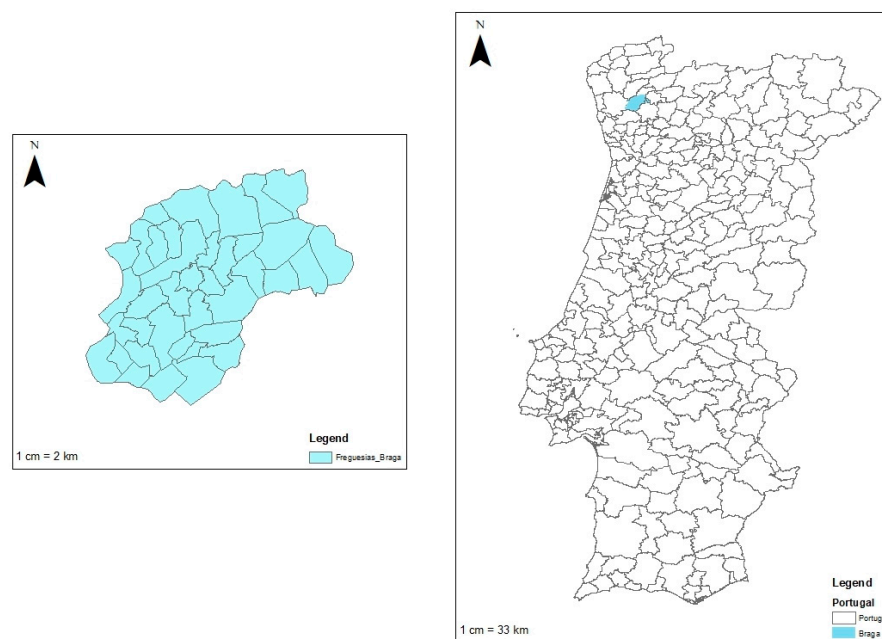 N
Legend
Freguesias_Braga
1 cm = 2 km
N
Legend
Portugal
Portug
Braga
1 cm = 33 km